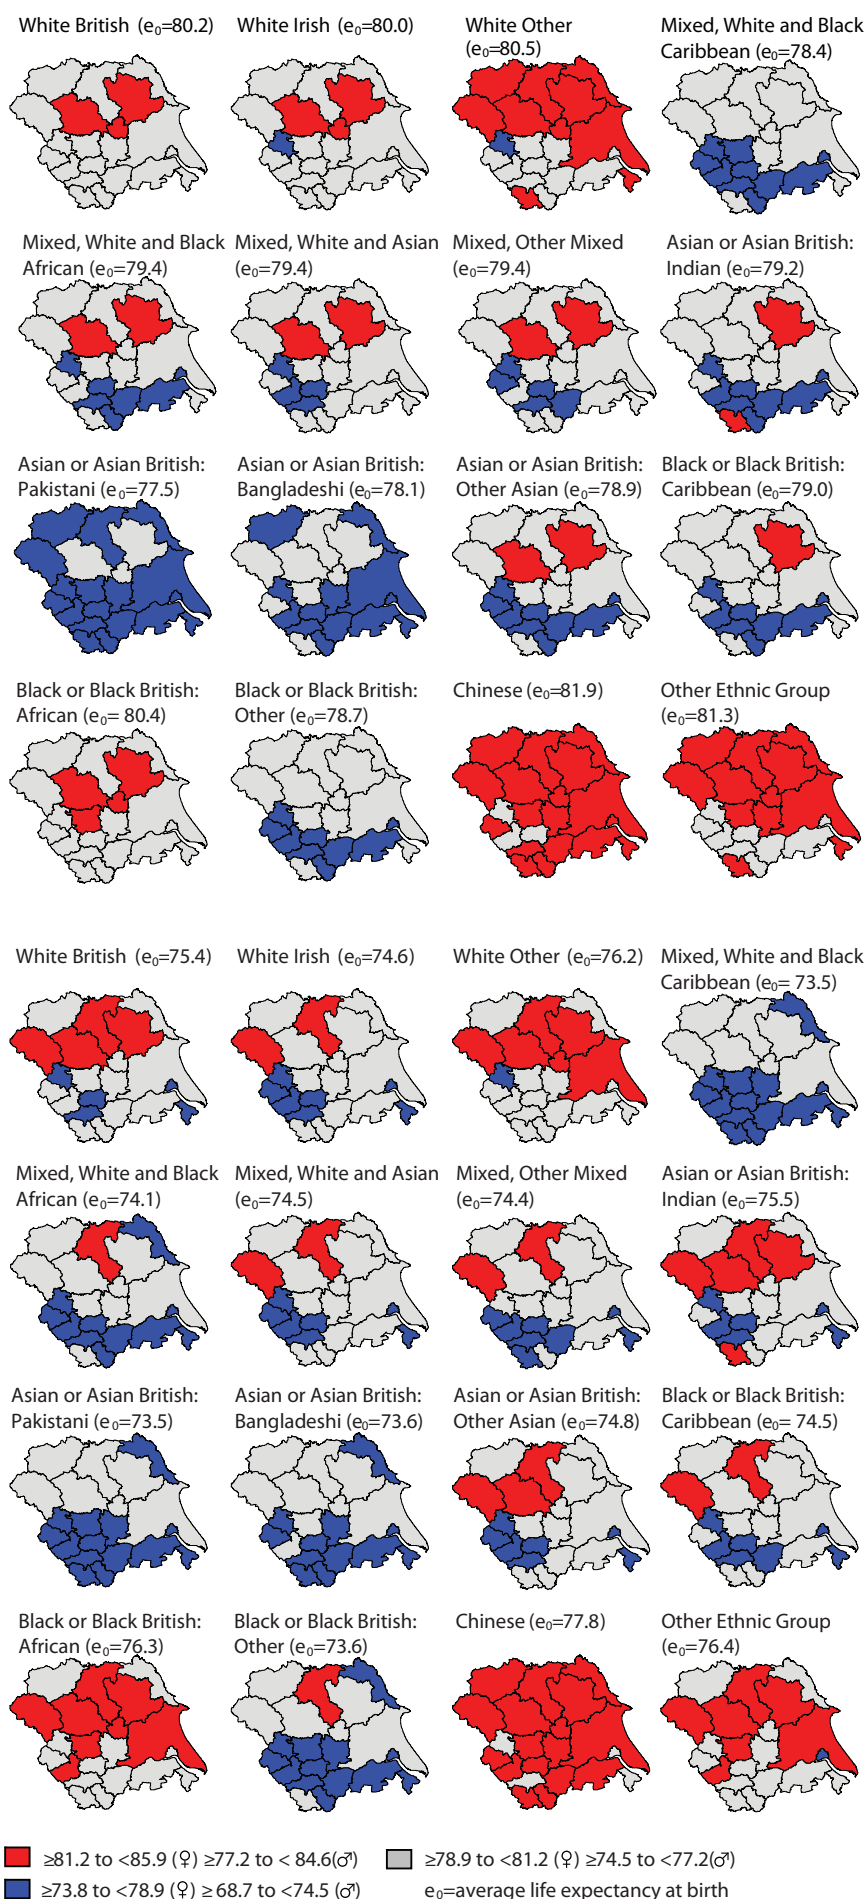 White British (e₀=80.2)
White Irish (e₀=80.0)
White Other
(e₀=80.5)
Mixed, White and Black
Caribbean (e₀=78.4)
Mixed, White and Black
African (e₀=79.4)
Mixed, White and Asian
(e₀=79.4)
Mixed, Other Mixed
(e₀=79.4)
Asian or Asian British:
Indian (e₀=79.2)
Asian or Asian British:
Pakistani (e₀=77.5)
Asian or Asian British:
Bangladeshi (e₀=78.1)
Asian or Asian British:
Other Asian (e₀=78.9)
Black or Black British:
Caribbean (e₀=79.0)
Black or Black British:
African (e₀= 80.4)
Black or Black British:
Other (e₀=78.7)
Chinese (e₀=81.9)
Other Ethnic Group
(e₀=81.3)
White British (e₀=75.4)
White Irish (e₀=74.6)
White Other (e₀=76.2)
Mixed, White and Black
Caribbean (e₀= 73.5)
Mixed, White and Black
African (e₀=74.1)
Mixed, White and Asian
(e₀=74.5)
Mixed, Other Mixed
(e₀=74.4)
Asian or Asian British:
Indian (e₀=75.5)
Asian or Asian British:
Pakistani (e₀=73.5)
Asian or Asian British:
Bangladeshi (e₀=73.6)
Asian or Asian British:
Other Asian (e₀=74.8)
Black or Black British:
Caribbean (e₀= 74.5)
Black or Black British:
African (e₀=76.3)
Black or Black British:
Other (e₀=73.6)
Chinese (e₀=77.8)
Other Ethnic Group
(e₀=76.4)
≥81.2 to <85.9 (♀) ≥77.2 to < 84.6(♂)
≥78.9 to <81.2 (♀) ≥74.5 to <77.2(♂)
≥73.8 to <78.9 (♀) ≥ 68.7 to <74.5 (♂)
e₀=average life expectancy at birth